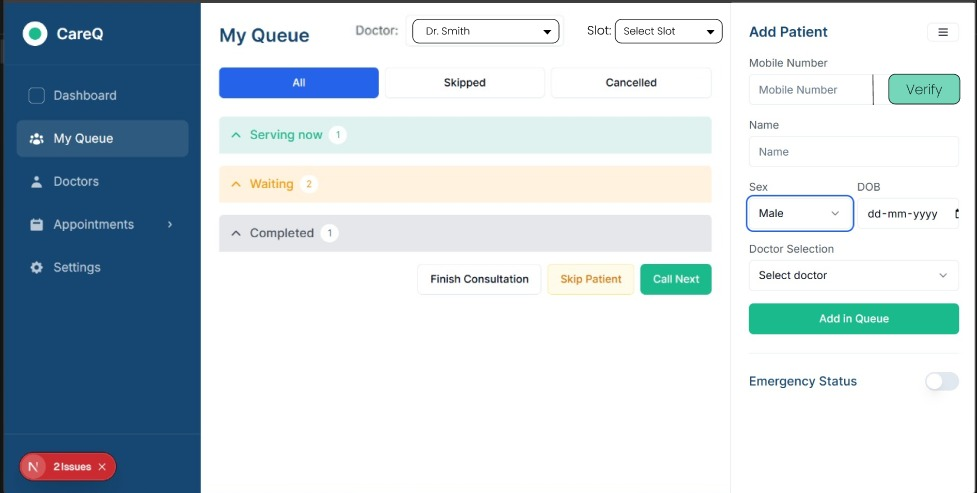 CareQ
Dashboard
My Queue
Doctors
Appointments
Settings
N 2 Issues
My Queue
Doctor: Dr. Smith Slot: Select Slot
All Skipped Cancelled
Serving now 1
Waiting 2
Completed 1
Finish Consultation Skip Patient Call Next
Add Patient
Mobile Number
Mobile Number Verify
Name
Name
Sex DOB
Male dd-mm-yyyy
Doctor Selection
Select doctor
Add in Queue
Emergency Status